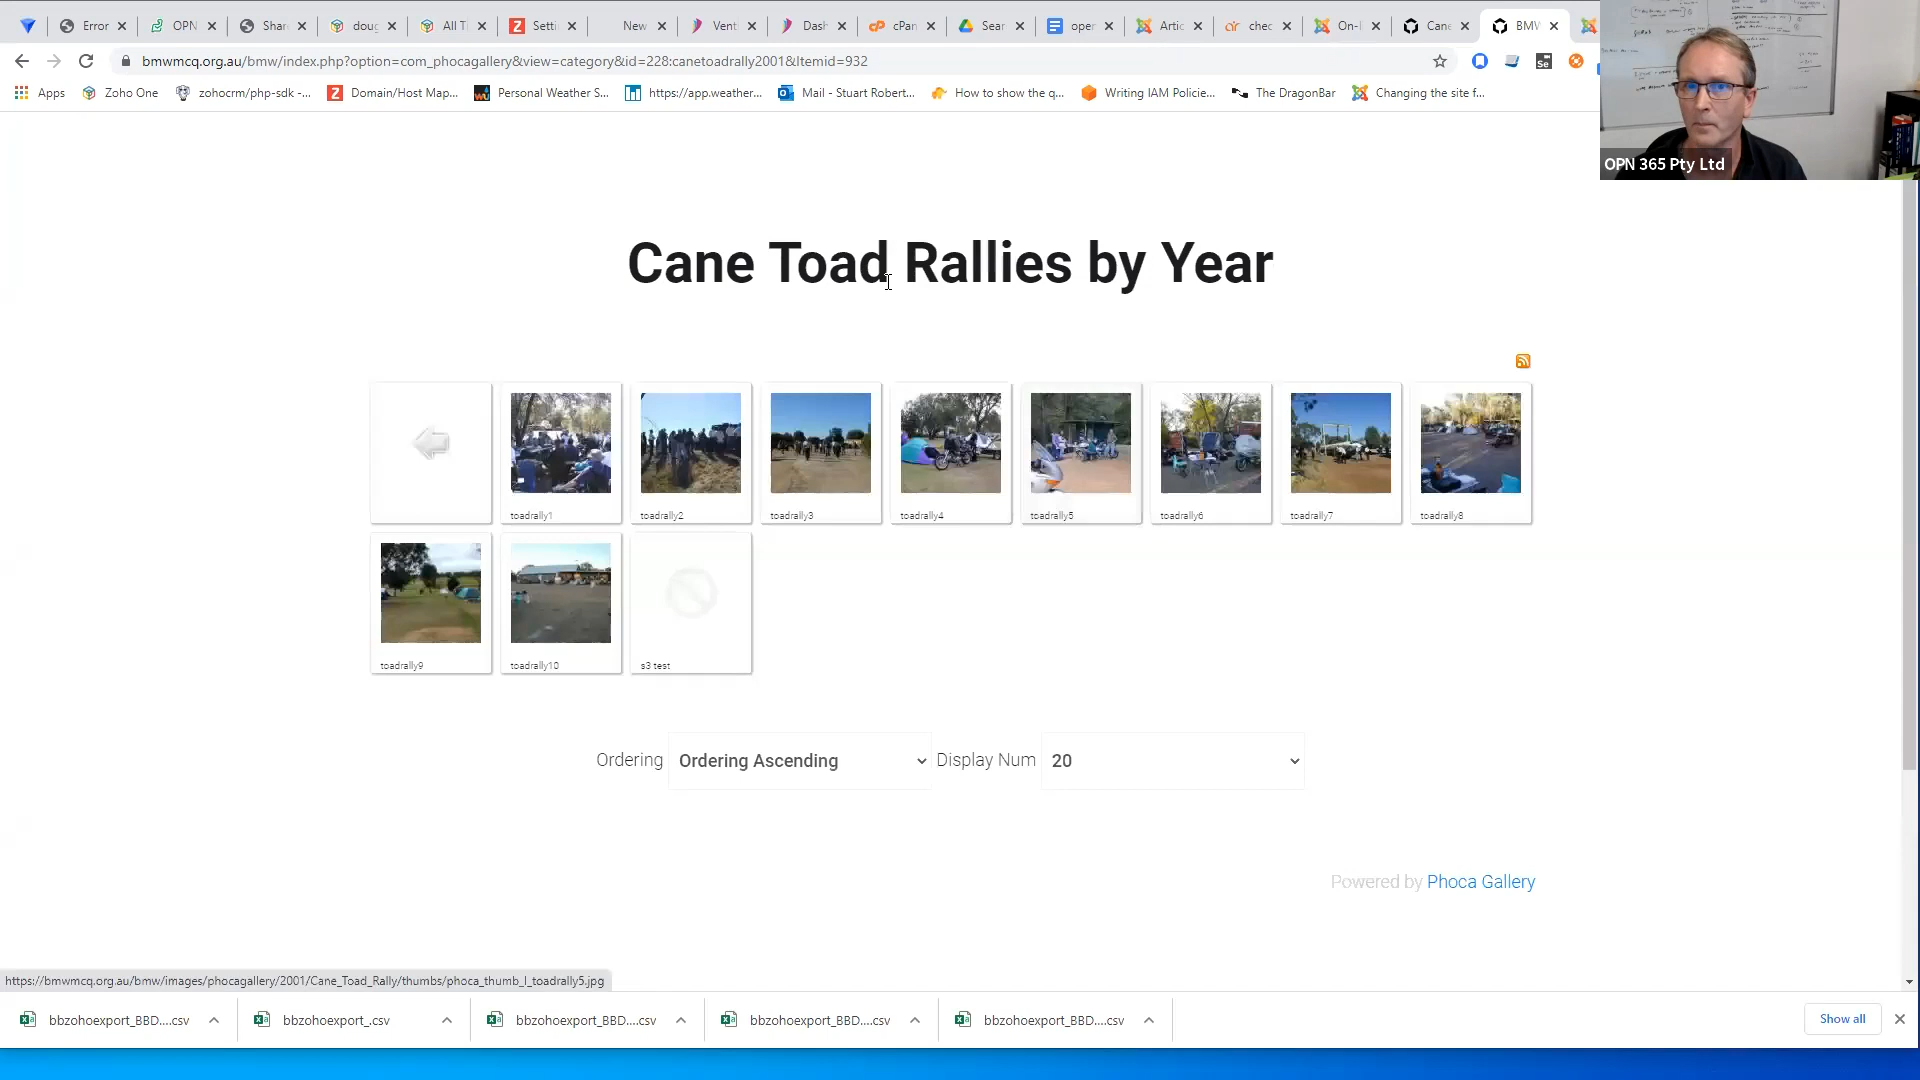 Error
OPN
Share
doug
All Ti
Setti
New
Venti
Dash
cPan
Sear
oper
Artic
chec
On-l
Cane
BMW
bmwmcq.org.au/bmw/index.php?option=com_phocagallery&view=category&id=228:canetoadrally2001&Itemid=932
Apps
Zoho One
zohocrm/php-sdk -...
Domain/Host Map...
Personal Weather S...
https://app.weather...
Mail - Stuart Robert...
How to show the q...
Writing IAM Policie...
The DragonBar
Changing the site f...
OPN 365 Pty Ltd
Cane Toad Rallies by Year
toadrally1
toadrally2
toadrally3
toadrally4
toadrally5
toadrally6
toadrally7
toadrally8
toadrally9
toadrally10
s3 test
Ordering Ordering Ascending Display Num 20
Powered by Phoca Gallery
https://bmwmcq.org.au/bmw/images/phocagallery/2001/Cane_Toad_Rally/thumbs/phoca_thumb_l_toadrally5.jpg
bbzohoexport_BBD....csv
bbzohoexport_.csv
bbzohoexport_BBD....csv
bbzohoexport_BBD....csv
bbzohoexport_BBD....csv
Show all